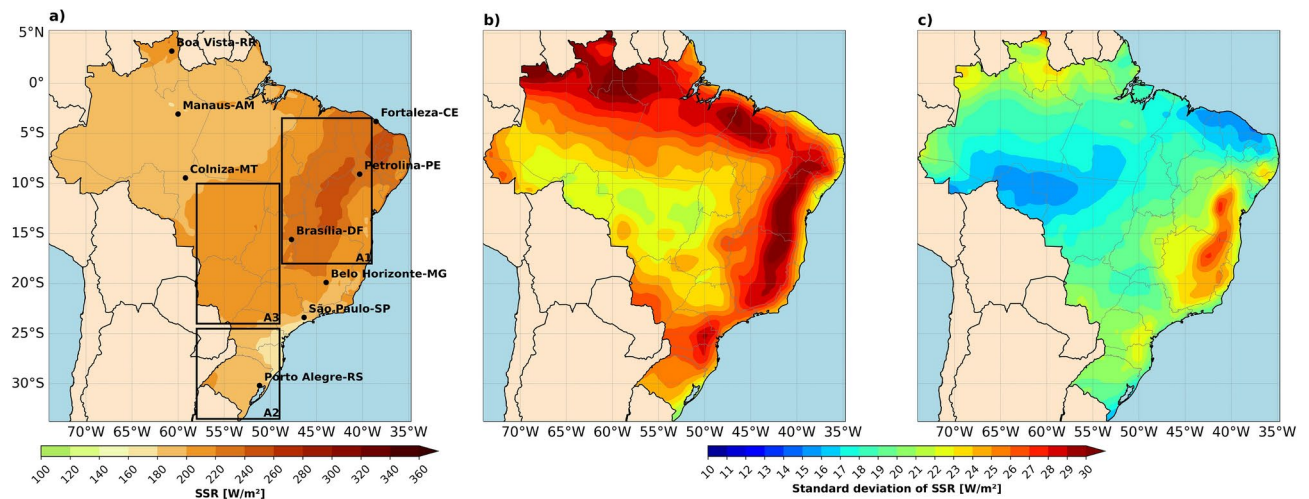 a)
b)
c)
5°N
0°
5°S
10°S
15°S
20°S
25°S
30°S
Boa Vista-RR
Manaus-AM
Fortaleza-CE
Petrolina-PE
Colniza-MT
Brasília-DF
A1
Belo Horizonte-MG
São Paulo-SP
A3
Porto Alegre-RS
A2
70°W 65°W 60°W 55°W 50°W 45°W 40°W 35°W
70°W 65°W 60°W 55°W 50°W 45°W 40°W 35°W
70°W 65°W 60°W 55°W 50°W 45°W 40°W 35°W
100 120 140 160 180 200 220 240 260 280 300 320 340 360
SSR [W/m²]
10 11 12 13 14 15 16 17 18 19 20 21 22 23 24 25 26 27 28 29 30
Standard deviation of SSR [W/m²]